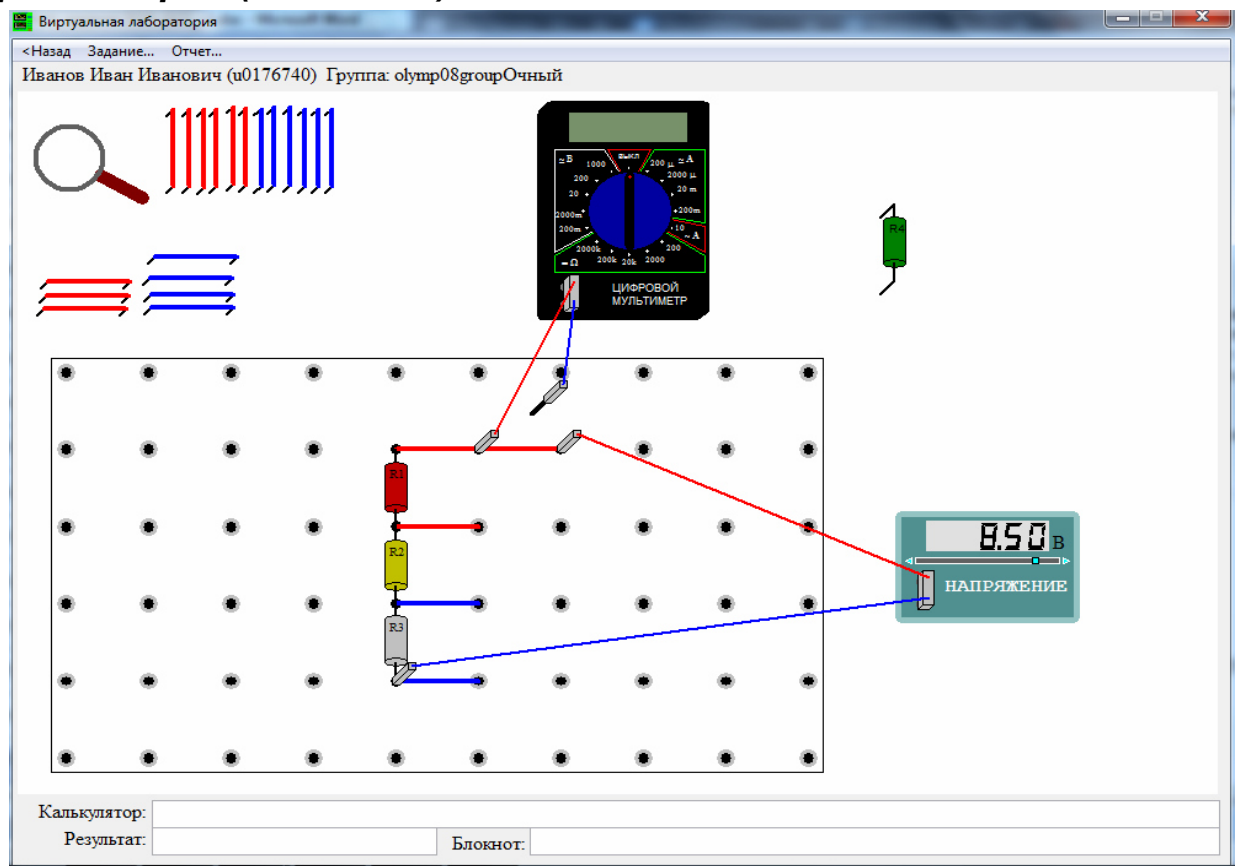 Виртуальная лаборатория
<Назад Задание... Отчет...
Иванов Иван Иванович (u0176740) Группа: olymp08groupОчный
≃В 1000 выкл 200 μ ≃A
200 2000 μ
20 20 m
2000m 200m
200m 10 ~A
2000k 200
=Ω 200k 20k 2000
ЦИФРОВОЙ
МУЛЬТИМЕТР
R4
R1
R2
R3
8.50 В
НАПРЯЖЕНИЕ
Калькулятор:
Результат: Блокнот: